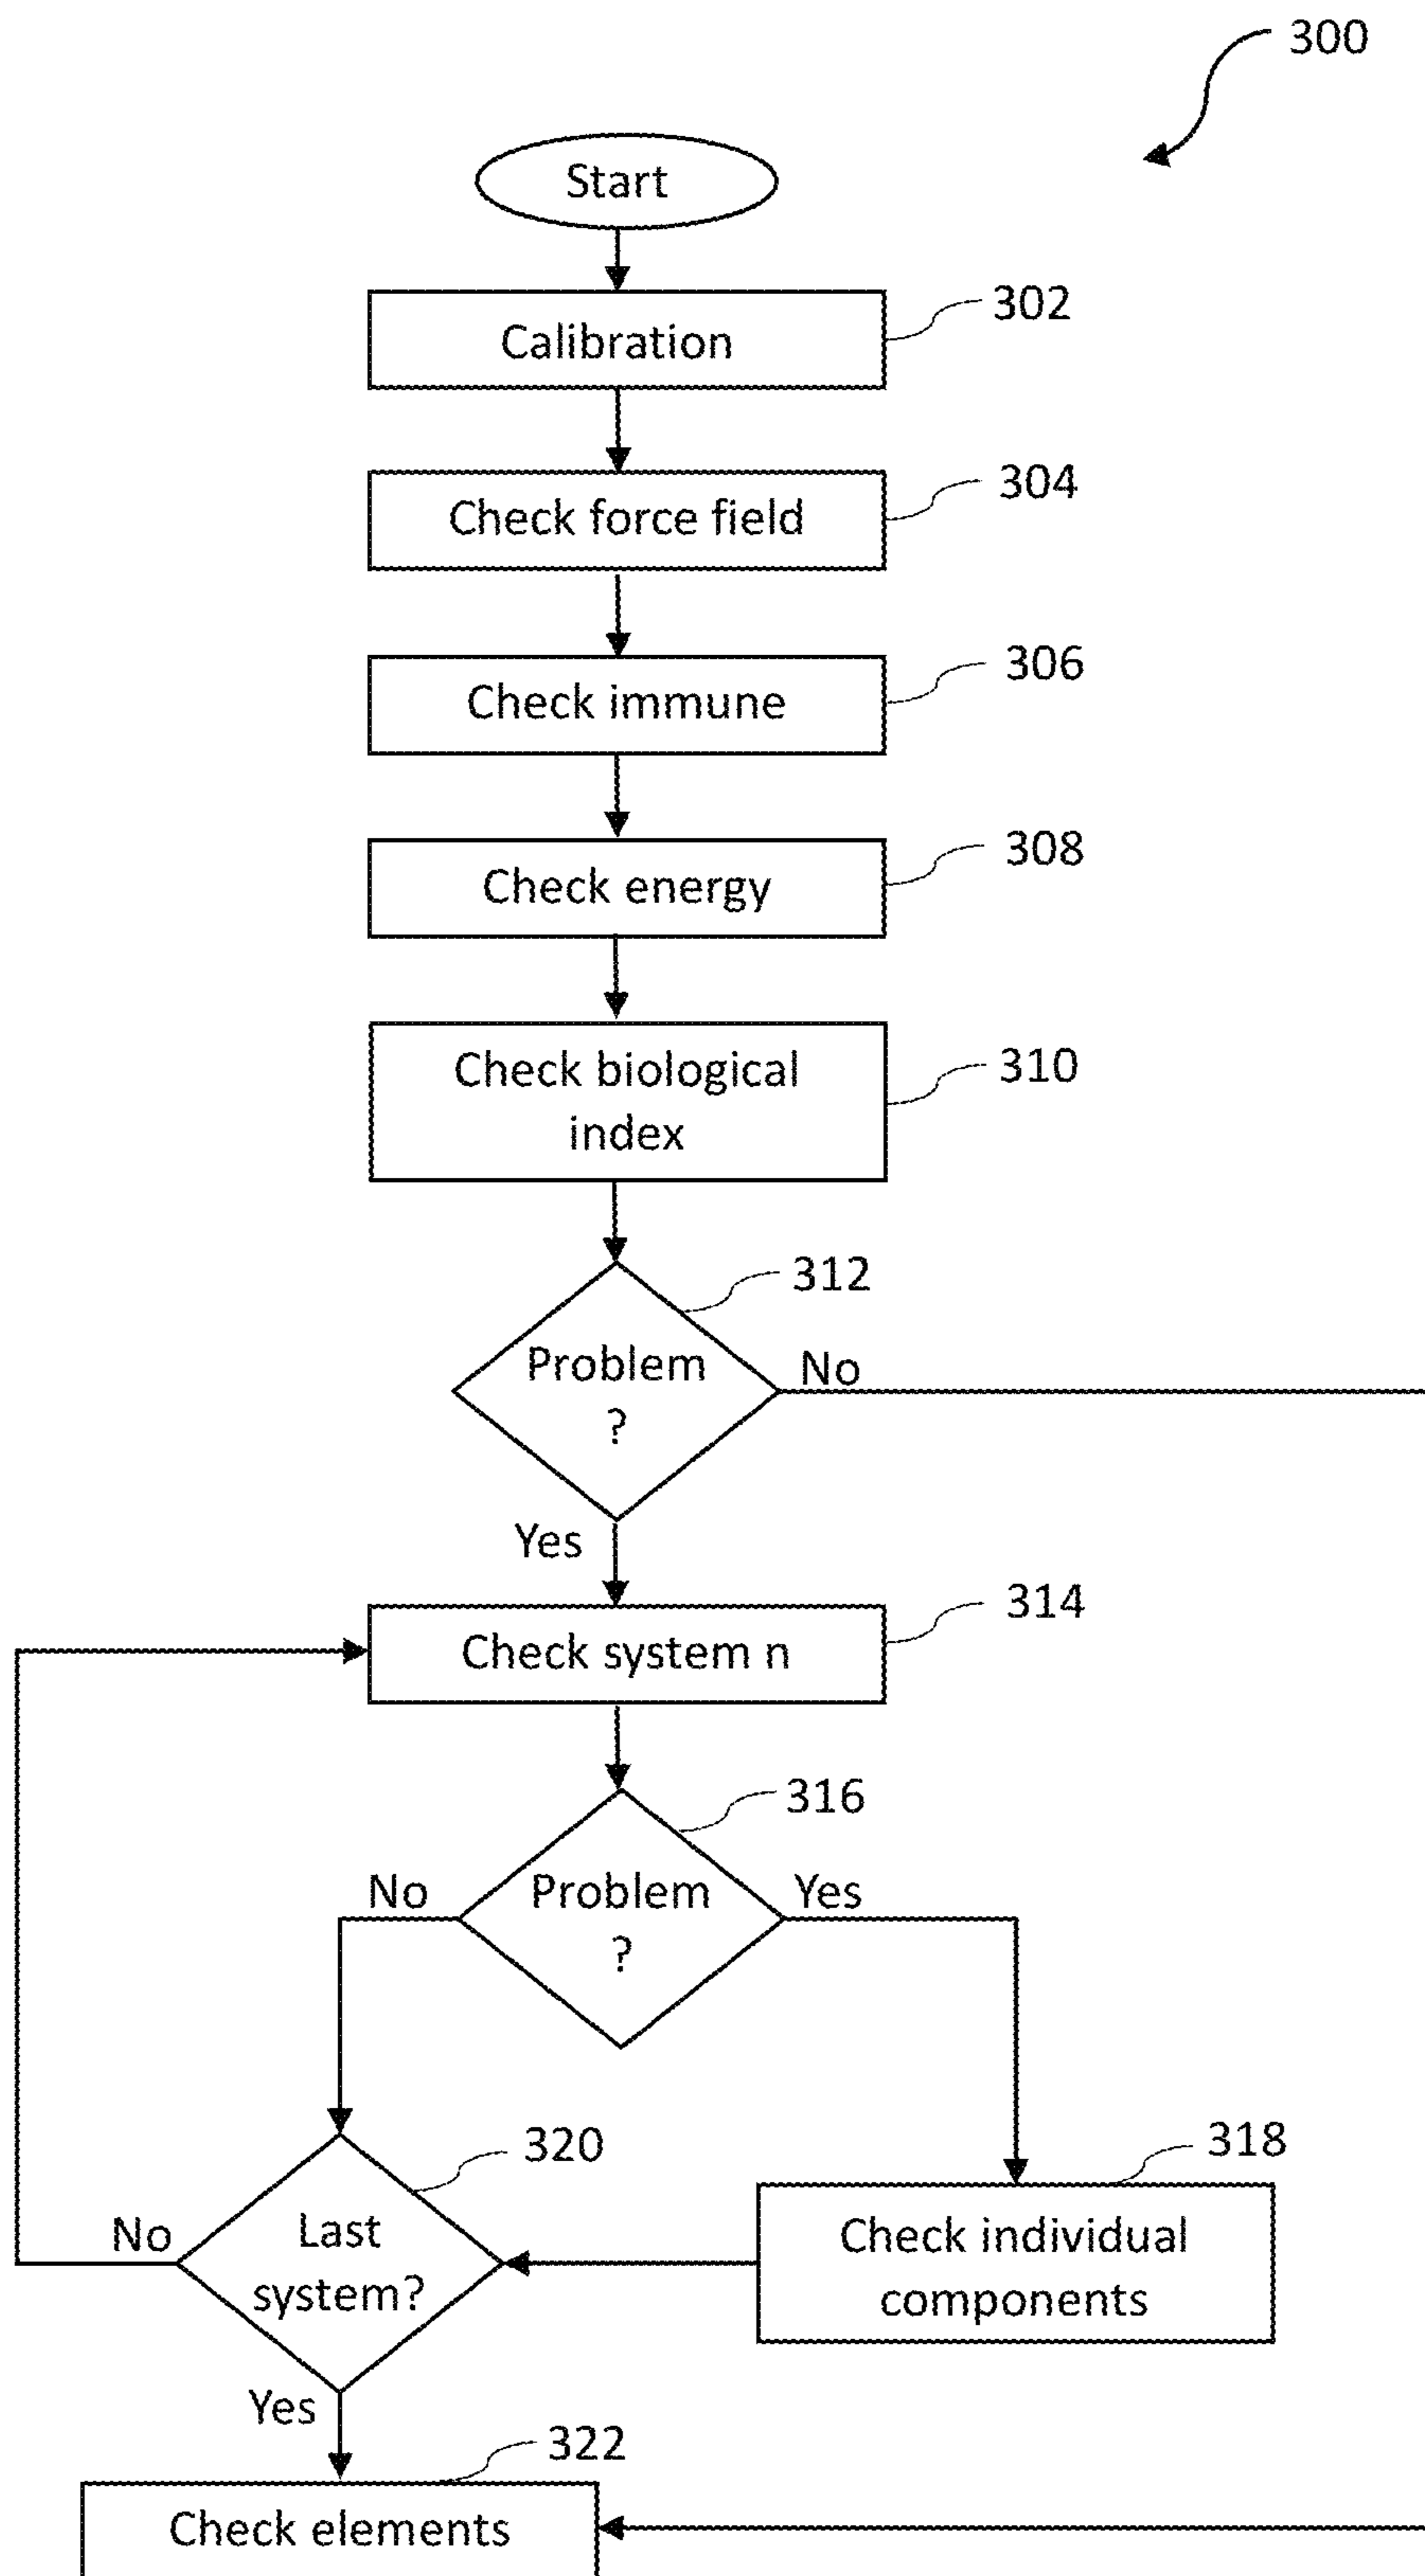 300
Start
302
Calibration
304
Check force field
306
Check immune
308
Check energy
310
Check biological
index
312
Problem
?
No
Yes
314
Check system n
316
No
Problem
?
Yes
320
318
No
Last
system?
Check individual
components
Yes
322
Check elements